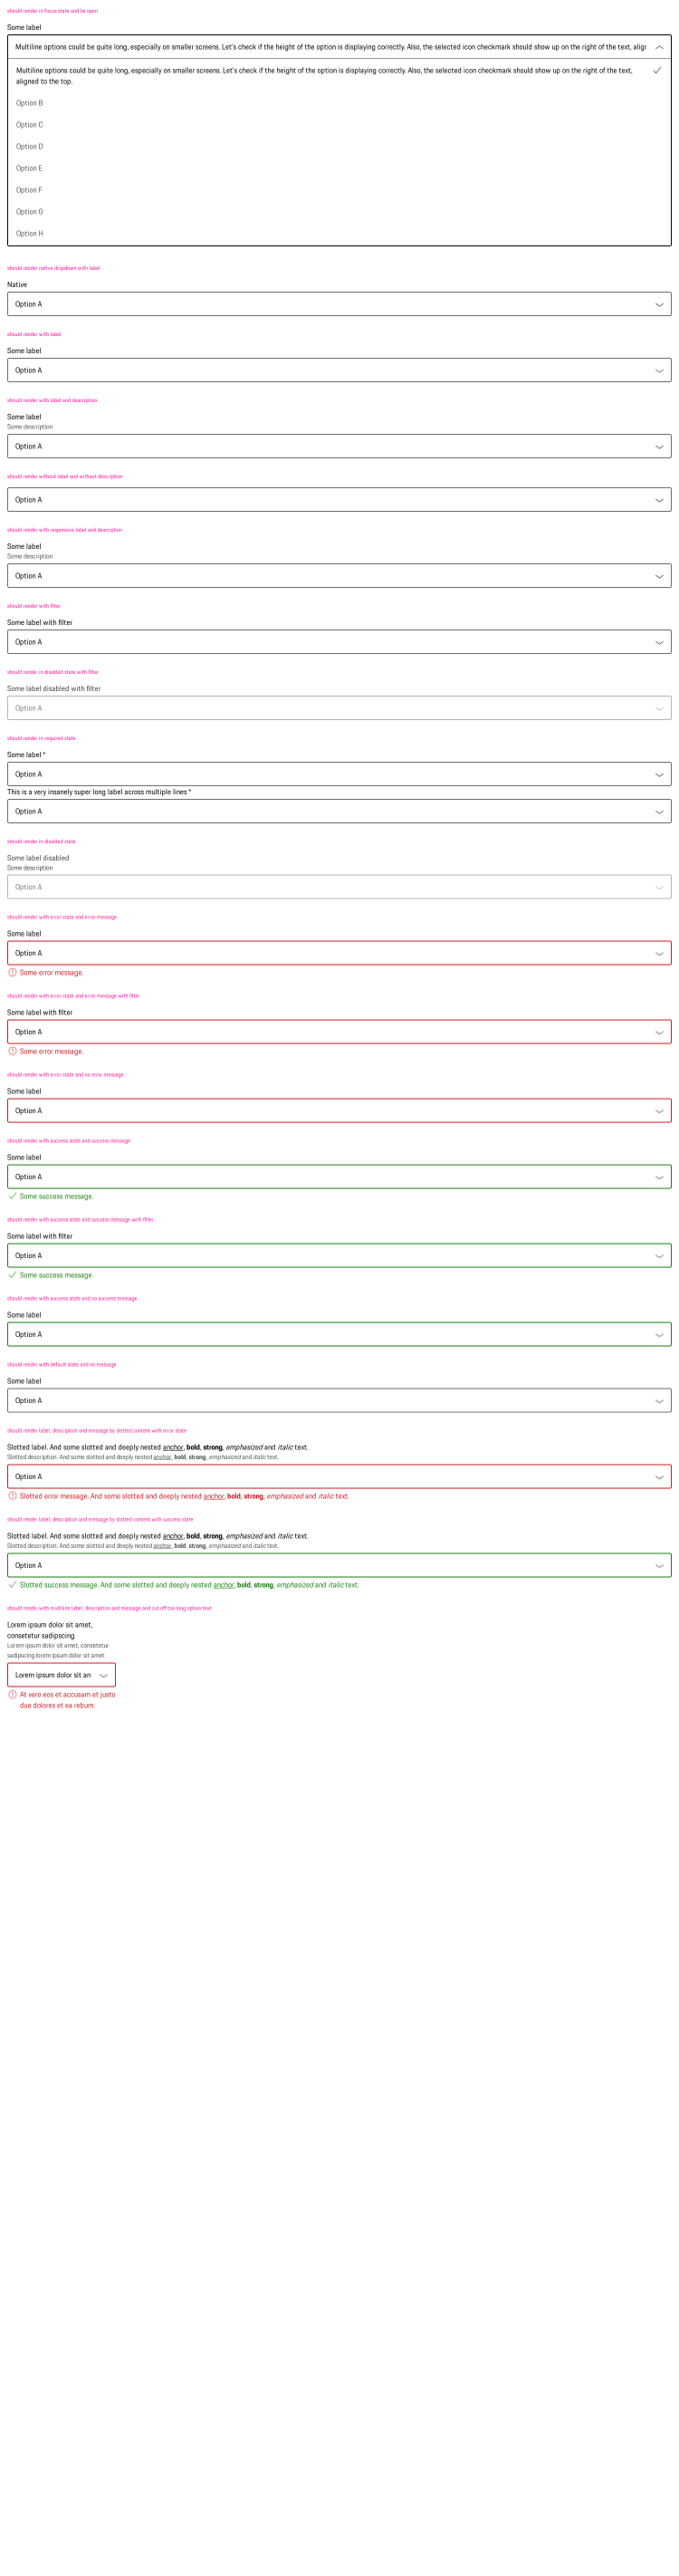 should render in focus state and be open
Some label
Multiline options could be quite long, especially on smaller screens. Let's check if the height of the option is displaying correctly. Also, the selected icon checkmark should show up on the right of the text, align
Multiline options could be quite long, especially on smaller screens. Let's check if the height of the option is displaying correctly. Also, the selected icon checkmark should show up on the right of the text,
aligned to the top.
Option B
Option C
Option D
Option E
Option F
Option G
Option H
should render native dropdown with label
Native
Option A
should render with label
Some label
Option A
should render with label and description
Some label
Some description
Option A
should render without label and without description
Option A
should render with responsive label and description
Some label
Some description
Option A
should render with filter
Some label with filter
Option A
should render in disabled state with filter
Some label disabled with filter
Option A
should render in required state
Some label *
Option A
This is a very insanely super long label across multiple lines *
Option A
should render in disabled state
Some label disabled
Some description
Option A
should render with error state and error message
Some label
Option A
Some error message.
should render with error state and error message with filter
Some label with filter
Option A
Some error message.
should render with error state and no error message
Some label
Option A
should render with success state and success message
Some label
Option A
Some success message.
should render with success state and success message with filter
Some label with filter
Option A
Some success message.
should render with success state and no success message
Some label
Option A
should render with default state and no message
Some label
Option A
should render label, description and message by slotted content with error state
Slotted label. And some slotted and deeply nested anchor, bold, strong, emphasized and italic text.
Slotted description. And some slotted and deeply nested anchor, bold, strong, emphasized and italic text.
Option A
Slotted error message. And some slotted and deeply nested anchor, bold, strong, emphasized and italic text.
should render label, description and message by slotted content with success state
Slotted label. And some slotted and deeply nested anchor, bold, strong, emphasized and italic text.
Slotted description. And some slotted and deeply nested anchor, bold, strong, emphasized and italic text.
Option A
Slotted success message. And some slotted and deeply nested anchor, bold, strong, emphasized and italic text.
should render with multiline label, description and message and cut off too long option text
Lorem ipsum dolor sit amet,
consetetur sadipscing
Lorem ipsum dolor sit amet, consetetur
sadipscing lorem ipsum dolor sit amet
Lorem ipsum dolor sit an
At vero eos et accusam et justo
duo dolores et ea rebum.